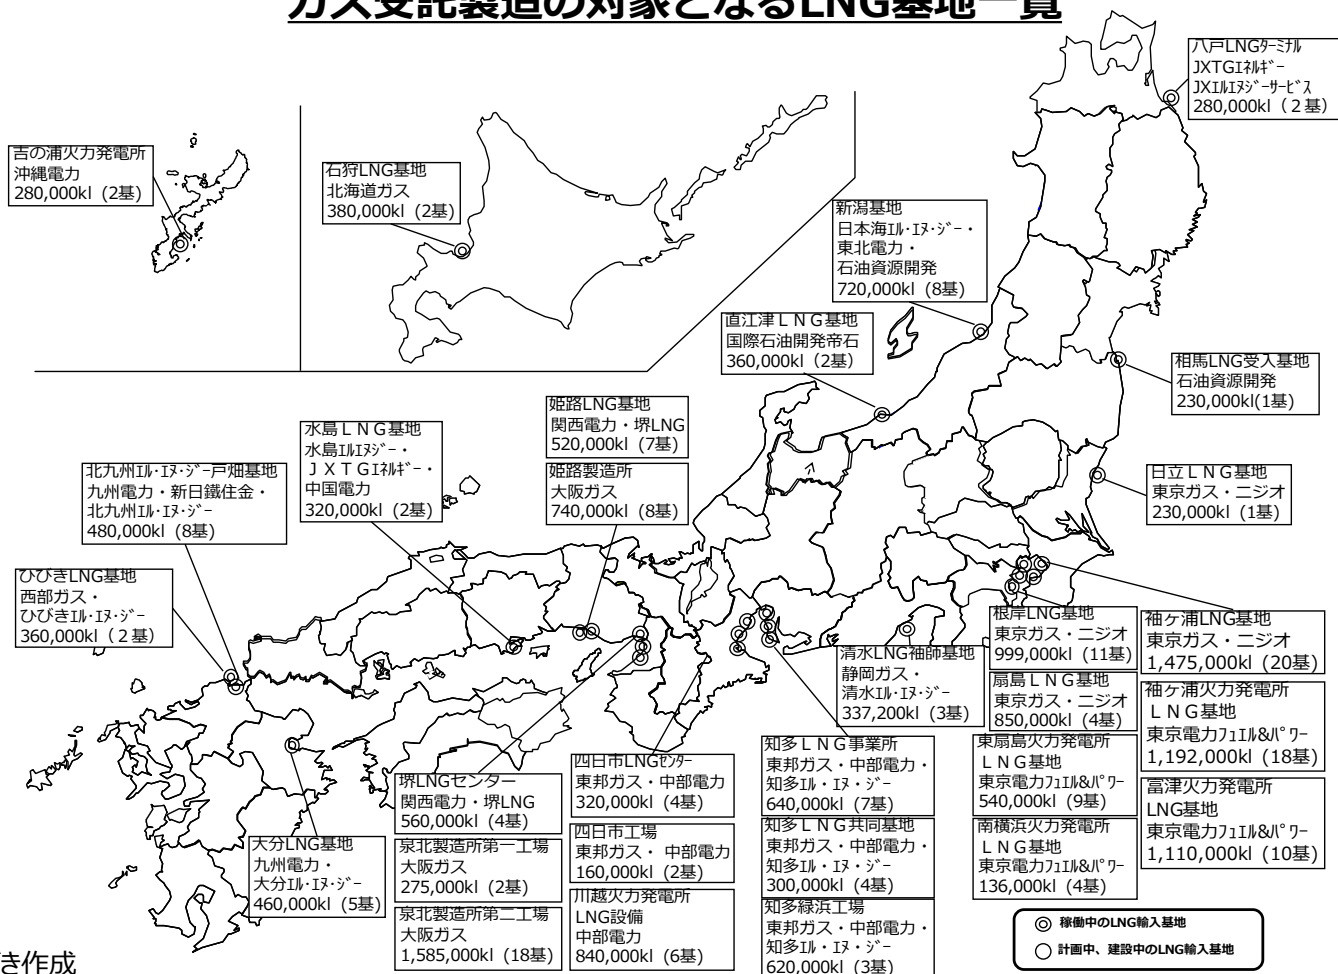 ガス受託製造の対象となるLNG基地一覧
八戸LNGﾀｰﾐﾅﾙ
JXTGｴﾈﾙｷﾞｰ
JXｴﾙｴﾇｼﾞｰｻｰﾋﾞｽ
280,000kl（２基）
吉の浦火力発電所
沖縄電力
280,000kl (2基)
石狩LNG基地
北海道ガス
380,000kl (2基)
新潟基地
日本海ｴﾙ･ｴﾇ･ｼﾞｰ・
東北電力・
石油資源開発
720,000kl (8基)
直江津ＬＮＧ基地
国際石油開発帝石
360,000kl (2基)
相馬LNG受入基地
石油資源開発
230,000kl(1基)
姫路LNG基地
関西電力・堺LNG
520,000kl (7基)
姫路製造所
大阪ガス
740,000kl (8基)
水島ＬＮＧ基地
水島ｴﾙｴﾇｼﾞｰ・
ＪＸＴＧｴﾈﾙｷﾞｰ・
中国電力
320,000kl (2基)
北九州ｴﾙ･ｴﾇ･ｼﾞｰ戸畑基地
九州電力・新日鐵住金・
北九州ｴﾙ･ｴﾇ･ｼﾞｰ
480,000kl (8基)
日立ＬＮＧ基地
東京ガス・ニジオ
230,000kl (1基)
ひびきLNG基地
西部ガス・
ひびきｴﾙ･ｴﾇ･ｼﾞｰ
360,000kl（２基）
根岸LNG基地
東京ガス・ニジオ
999,000kl (11基)
袖ケ浦LNG基地
東京ガス・ニジオ
1,475,000kl (20基)
清水LNG袖師基地
静岡ガス・
清水ｴﾙ･ｴﾇ･ｼﾞｰ
337,200kl (3基)
扇島ＬＮＧ基地
東京ガス・ニジオ
850,000kl (4基)
袖ヶ浦火力発電所
ＬＮＧ基地
東京電力ﾌｭｴﾙ&ﾊﾟﾜｰ
1,192,000kl (18基)
東扇島火力発電所
ＬＮＧ基地
東京電力ﾌｭｴﾙ&ﾊﾟﾜｰ
540,000kl (9基)
富津火力発電所
LNG基地
東京電力ﾌｭｴﾙ&ﾊﾟﾜｰ
1,110,000kl (10基)
南横浜火力発電所
ＬＮＧ基地
東京電力ﾌｭｴﾙ&ﾊﾟﾜｰ
136,000kl (4基)
知多ＬＮＧ事業所
東邦ガス・中部電力・
知多ｴﾙ・ｴﾇ・ｼﾞｰ
640,000kl (7基)
知多ＬＮＧ共同基地
東邦ガス・中部電力・
知多ｴﾙ・ｴﾇ・ｼﾞｰ
300,000kl (4基)
知多緑浜工場
東邦ガス・中部電力・
知多ｴﾙ・ｴﾇ・ｼﾞｰ
620,000kl (3基)
四日市LNGｾﾝﾀｰ
東邦ガス・中部電力
320,000kl (4基)
四日市工場
東邦ガス・ 中部電力
160,000kl (2基)
川越火力発電所
LNG設備
中部電力
840,000kl (6基)
堺LNGセンター
関西電力・堺LNG
560,000kl (4基)
泉北製造所第一工場
大阪ガス
275,000kl (2基)
泉北製造所第二工場
大阪ガス
1,585,000kl (18基)
大分LNG基地
九州電力・
大分ｴﾙ･ｴﾇ･ｼﾞｰ
460,000kl (5基)
◎ 稼働中のLNG輸入基地
○ 計画中、建設中のLNG輸入基地
き作成